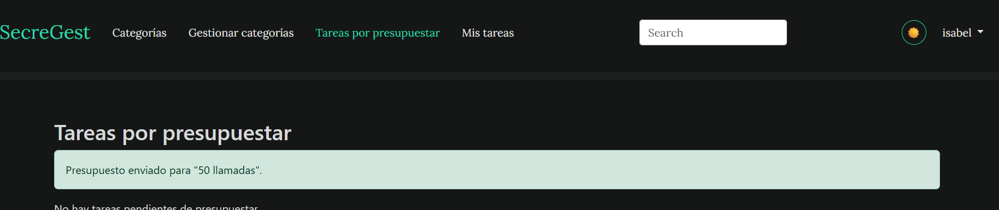 SecreGest Categorías Gestionar categorías Tareas por presupuestar Mis tareas Search isabel
Tareas por presupuestar
Presupuesto enviado para "50 llamadas".
No hay tareas pendientes de presupuestar